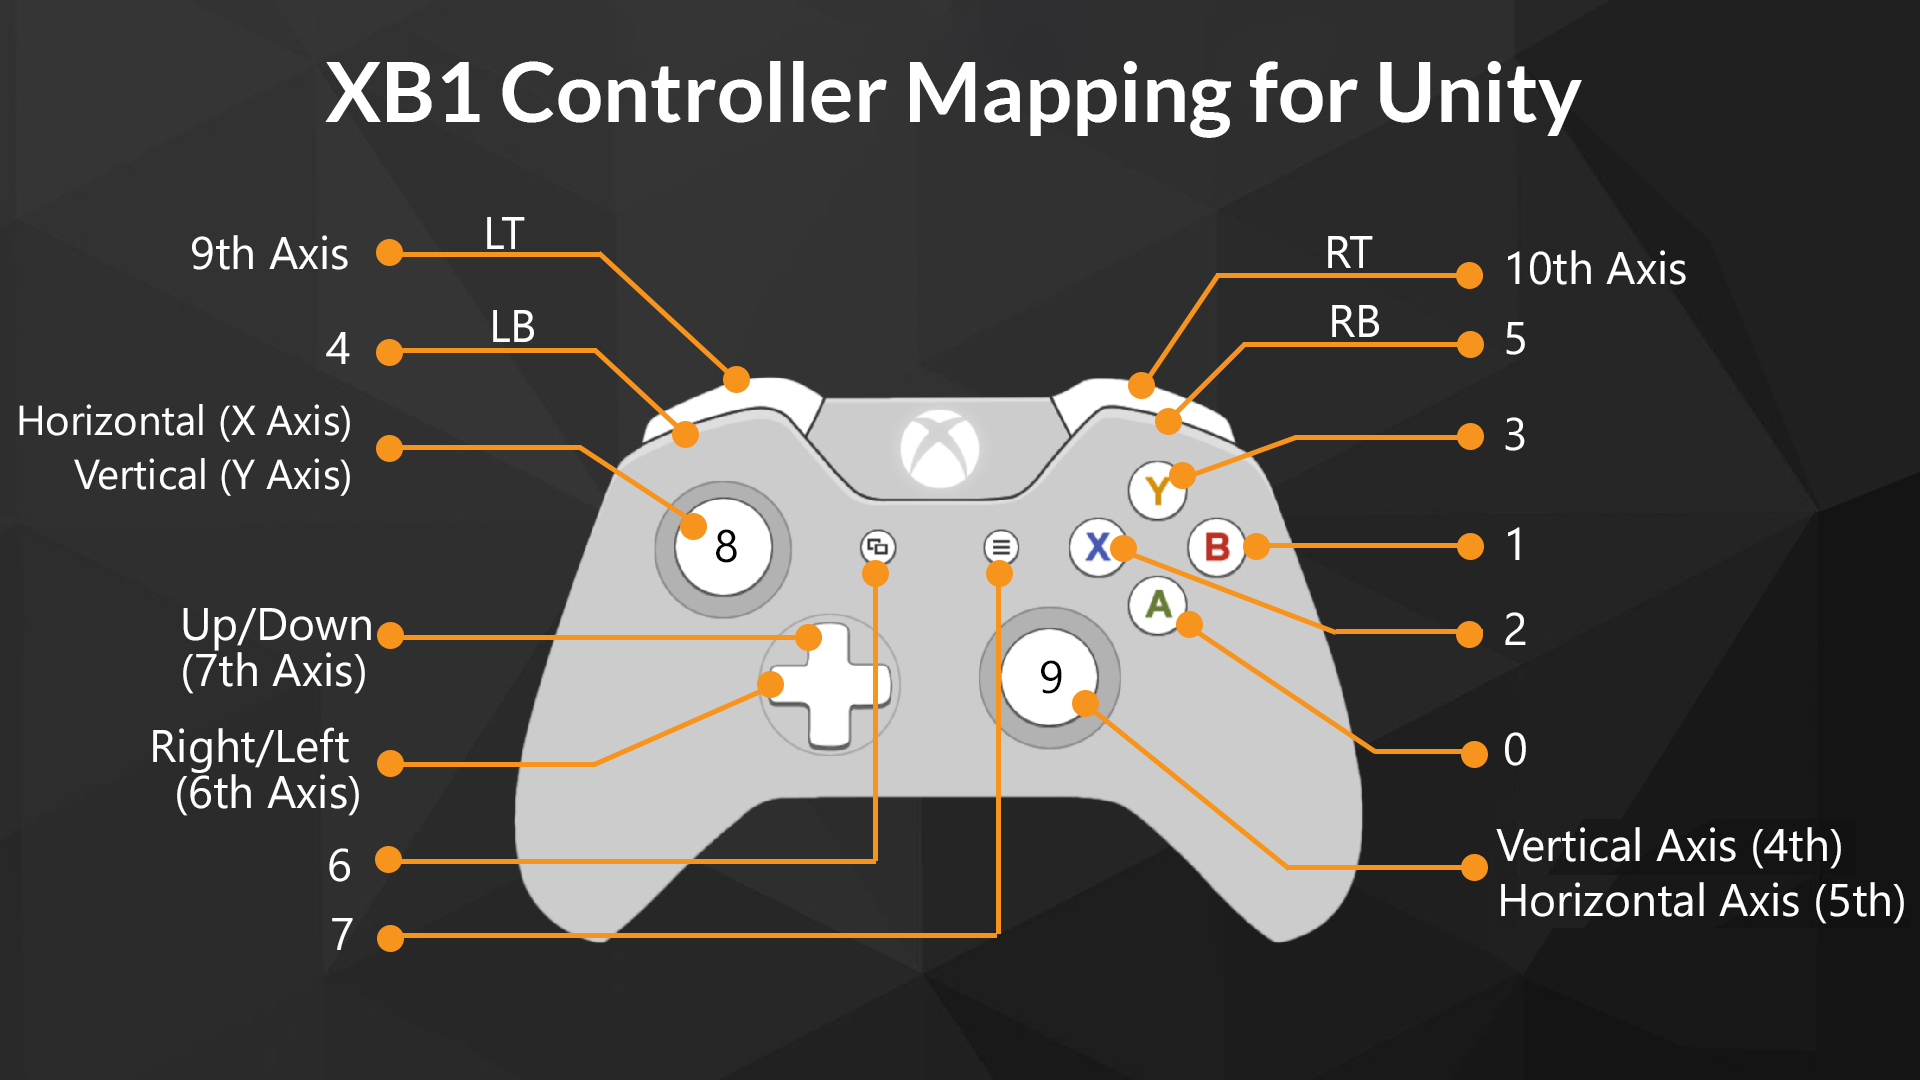 XB1 Controller Mapping for Unity
LT
9th Axis
LB
4
Horizontal (X Axis)
Vertical (Y Axis)
8
Up/Down
(7th Axis)
Right/Left
(6th Axis)
6
7
RT
10th Axis
RB
5
3
Y
X
B
1
A
2
9
0
Vertical Axis (4th)
Horizontal Axis (5th)